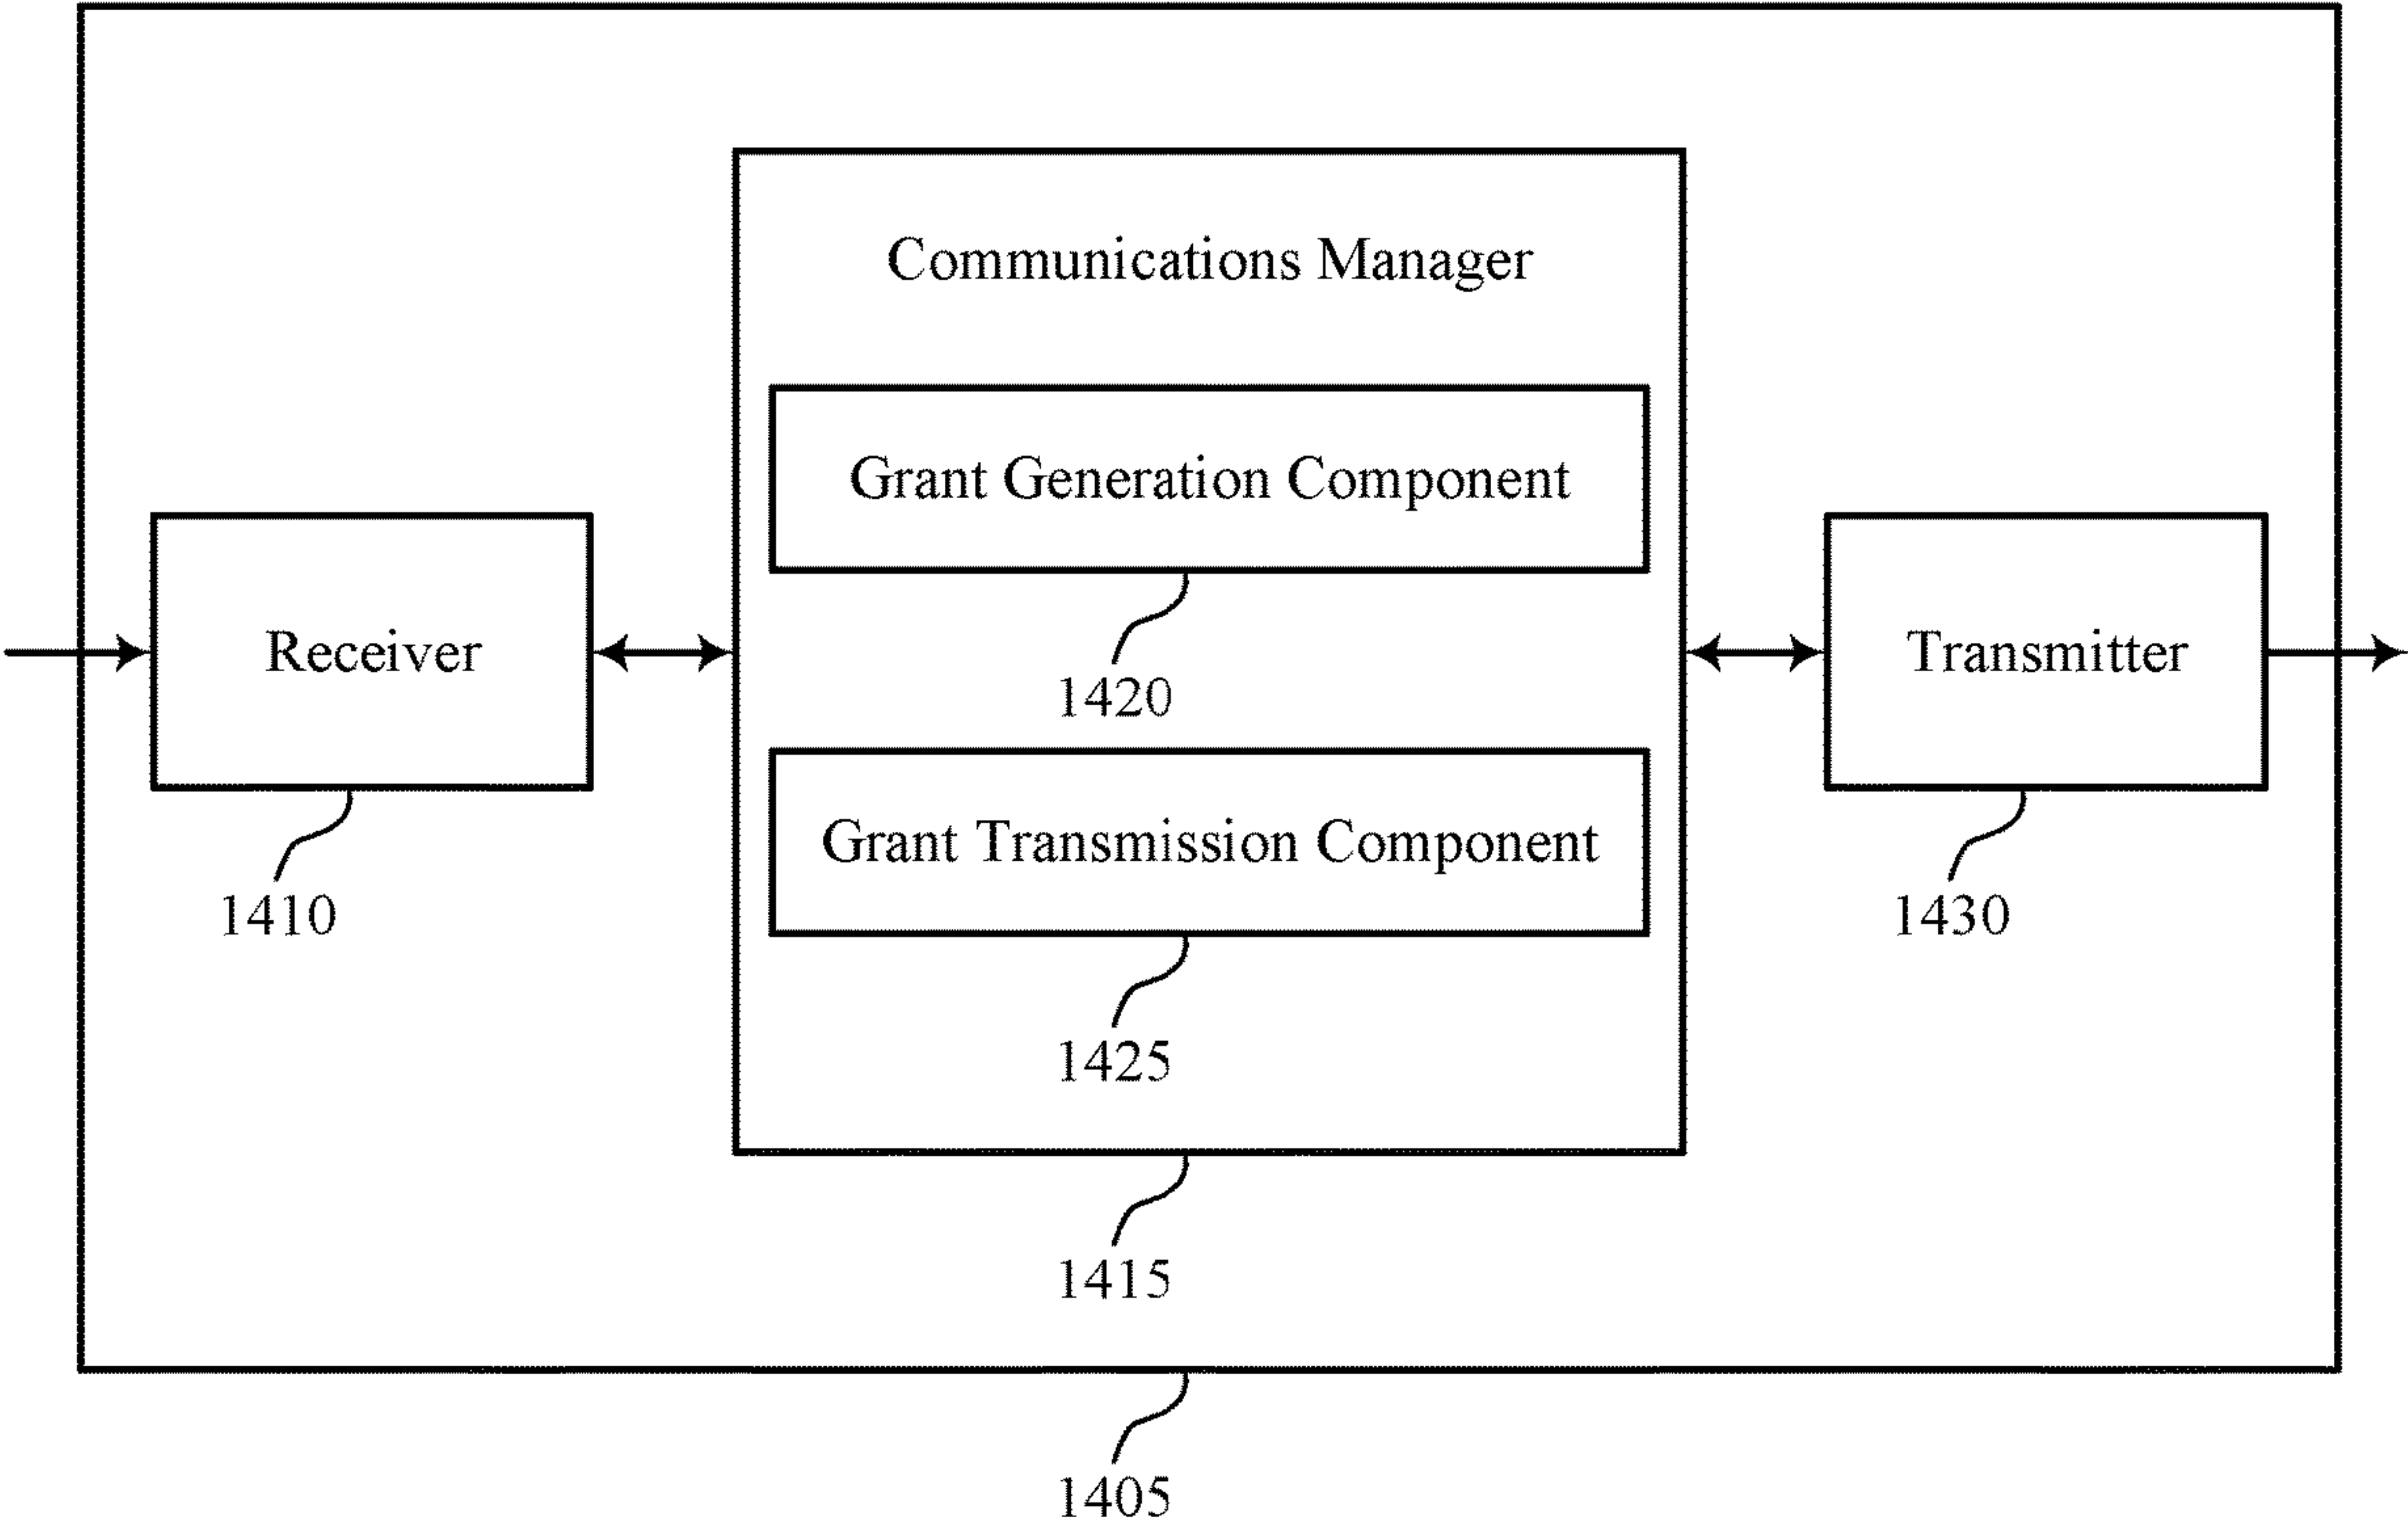 Communications Manager
Grant Generation Component
Receiver
Transmitter
1420
Grant Transmission Component
1410
1430
1425
1415
1405